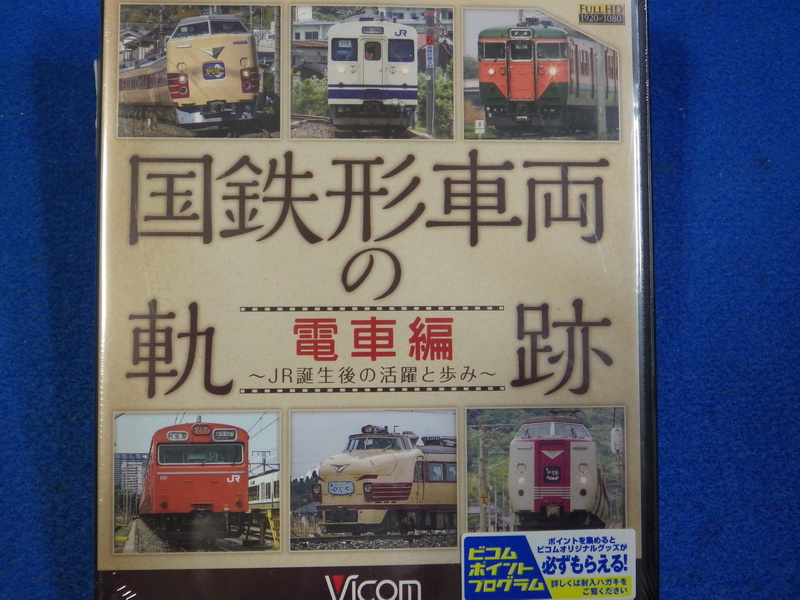 FULL HD
1920×1080
JR
国鉄形車両
の
軌跡
電車編
～JR誕生後の活躍と歩み～
JR
Vicom
ビコム
ポイント
プログラム
ポイントを集めると
ビコムオリジナルグッズが
必ずもらえる!
詳しくは封入ハガキを
ご覧ください